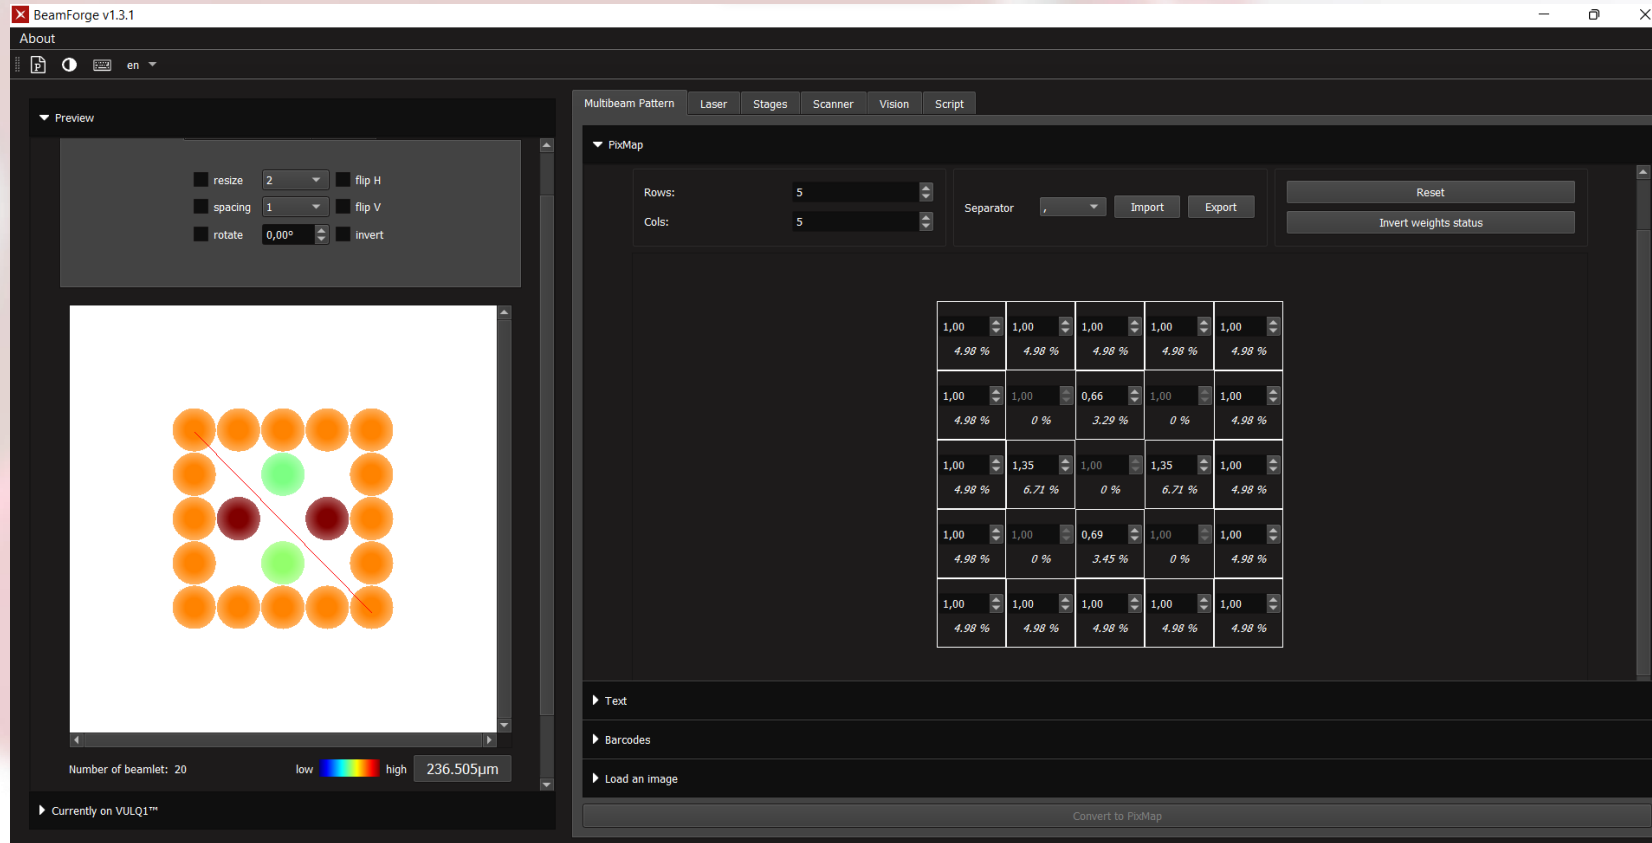 BeamForge v1.3.1
About
en
Preview
resize 2 flip H
spacing 1 flip V
rotate 0,00º invert
Number of beamlet: 20 low high 236.505µm
Currently on VULQ1™
Multibeam Pattern Laser Stages Scanner Vision Script
PixMap
Rows: 5
Cols: 5
Separator , Import Export
Reset
Invert weights status
1,00 1,00 1,00 1,00 1,00
4.98 % 4.98 % 4.98 % 4.98 % 4.98 %
1,00 1,00 0,66 1,00 1,00
4.98 % 0 % 3.29 % 0 % 4.98 %
1,00 1,35 1,00 1,35 1,00
4.98 % 6.71 % 0 % 6.71 % 4.98 %
1,00 1,00 0,69 1,00 1,00
4.98 % 0 % 3.45 % 0 % 4.98 %
1,00 1,00 1,00 1,00 1,00
4.98 % 4.98 % 4.98 % 4.98 % 4.98 %
Text
Barcodes
Load an image
Convert to PixMap